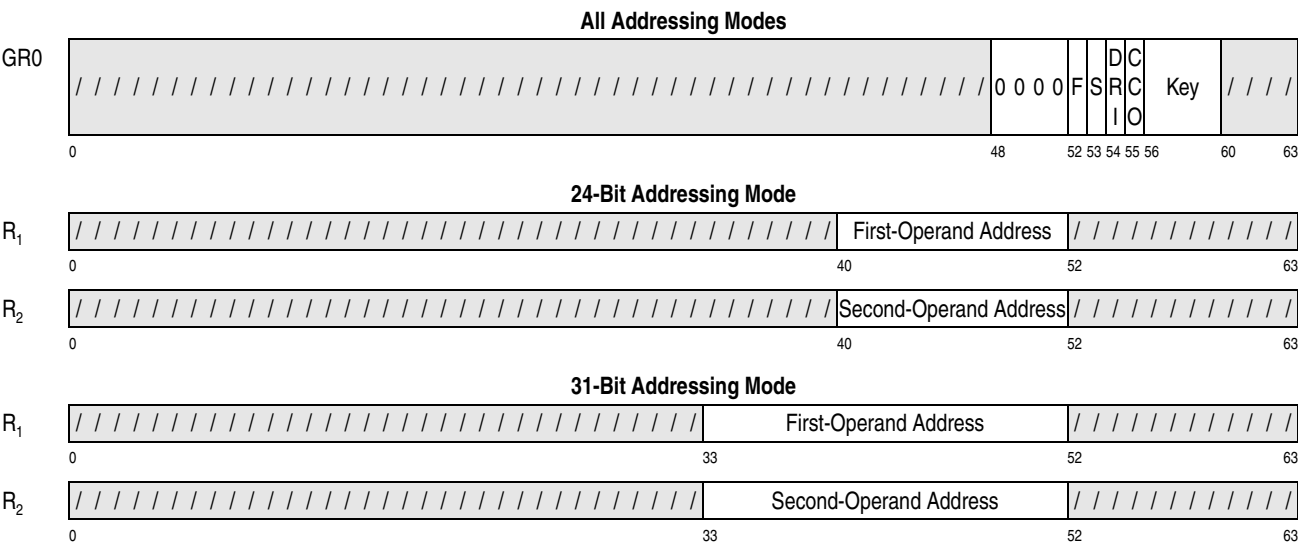 All Addressing Modes
GR0 / / / / / / / / / / / / / / / / / / / / / / / / / / / / / / / / / / / / / / / / / / / / / / / / 0 0 0 0 F S DRI CCO Key / / / /
0 48 52 53 54 55 56 60 63
24-Bit Addressing Mode
R1 / / / / / / / / / / / / / / / / / / / / / / / / / / / / / / / / / / / / / / / / First-Operand Address / / / / / / / / / / / /
0 40 52 63
R2 / / / / / / / / / / / / / / / / / / / / / / / / / / / / / / / / / / / / / / / / Second-Operand Address / / / / / / / / / / / /
0 40 52 63
31-Bit Addressing Mode
R1 / / / / / / / / / / / / / / / / / / / / / / / / / / / / / / / / / First-Operand Address / / / / / / / / / / / /
0 33 52 63
R2 / / / / / / / / / / / / / / / / / / / / / / / / / / / / / / / / / Second-Operand Address / / / / / / / / / / / /
0 33 52 63